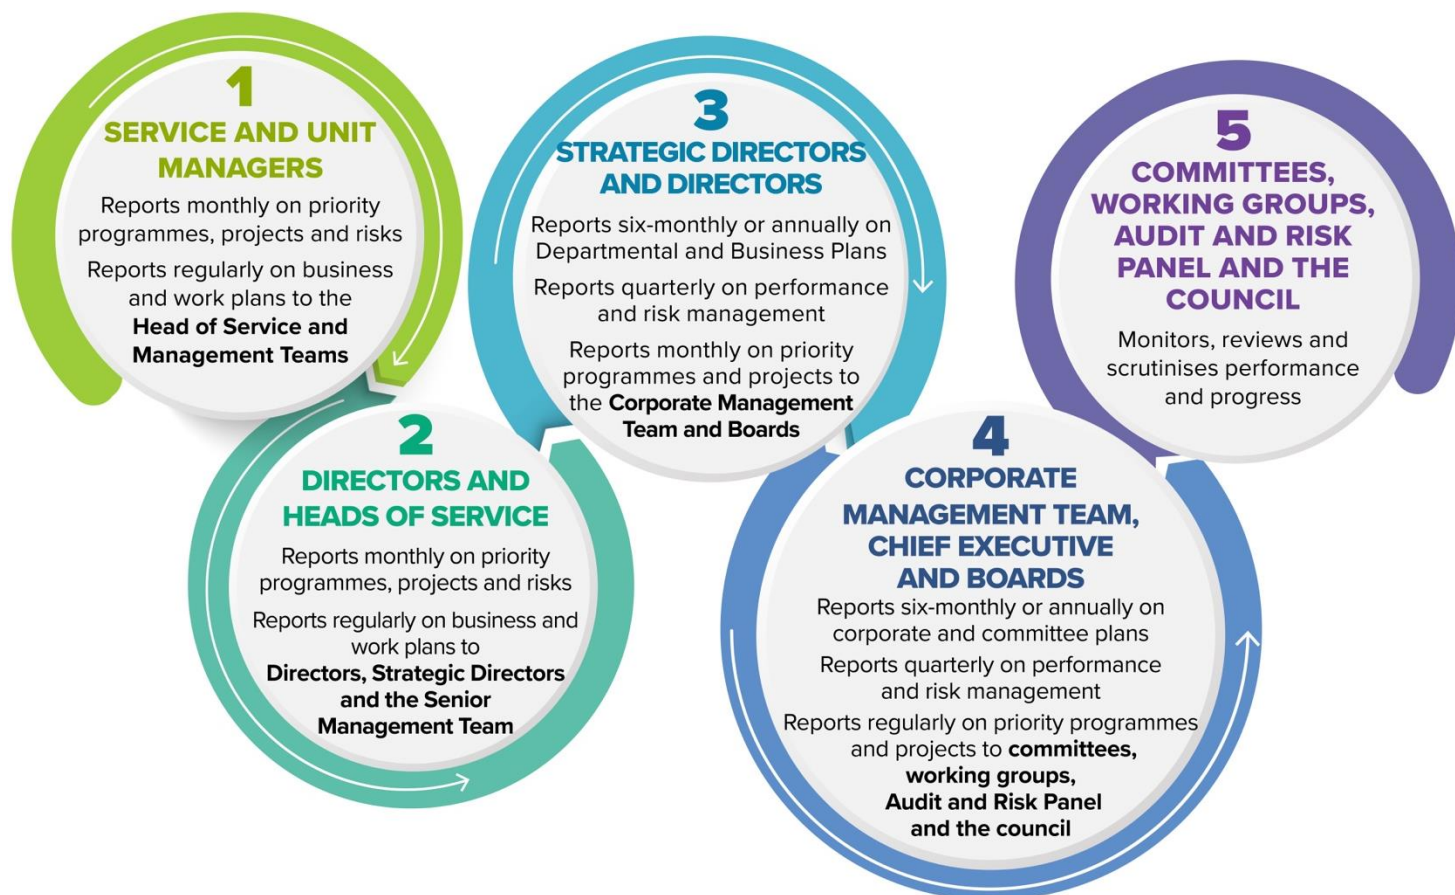 1
SERVICE AND UNIT
MANAGERS
Reports monthly on priority
programmes, projects and risks
Reports regularly on business
and work plans to the
Head of Service and
Management Teams
2
DIRECTORS AND
HEADS OF SERVICE
Reports monthly on priority
programmes, projects and risks
Reports regularly on business and
work plans to
Directors, Strategic Directors
and the Senior
Management Team
3
STRATEGIC DIRECTORS
AND DIRECTORS
Reports six-monthly or annually on
Departmental and Business Plans
Reports quarterly on performance
and risk management
Reports monthly on priority
programmes and projects to
the Corporate Management
Team and Boards
4
CORPORATE
MANAGEMENT TEAM,
CHIEF EXECUTIVE
AND BOARDS
Reports six-monthly or annually on
corporate and committee plans
Reports quarterly on performance
and risk management
Reports regularly on priority programmes
and projects to committees,
working groups,
Audit and Risk Panel
and the council
5
COMMITTEES,
WORKING GROUPS,
AUDIT AND RISK
PANEL AND THE
COUNCIL
Monitors, reviews and
scrutinises performance
and progress